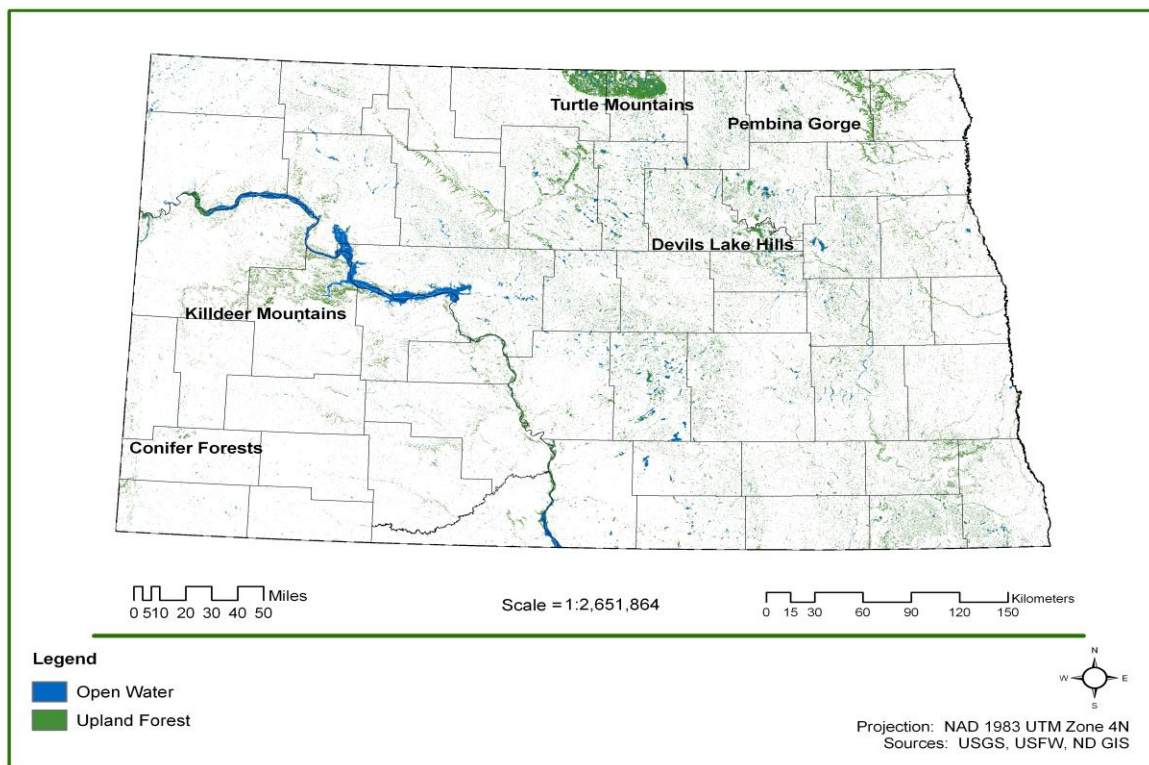 Turtle Mountains
Pembina Gorge
Devils Lake Hills
Killdeer Mountains
Conifer Forests
Miles
0 510 20 30 40 50
Scale =1:2,651,864
Kilometers
0 15 30 60 90 120 150
Legend
Open Water
Upland Forest
N
W E
S
Projection: NAD 1983 UTM Zone 4N
Sources: USGS, USFW, ND GIS